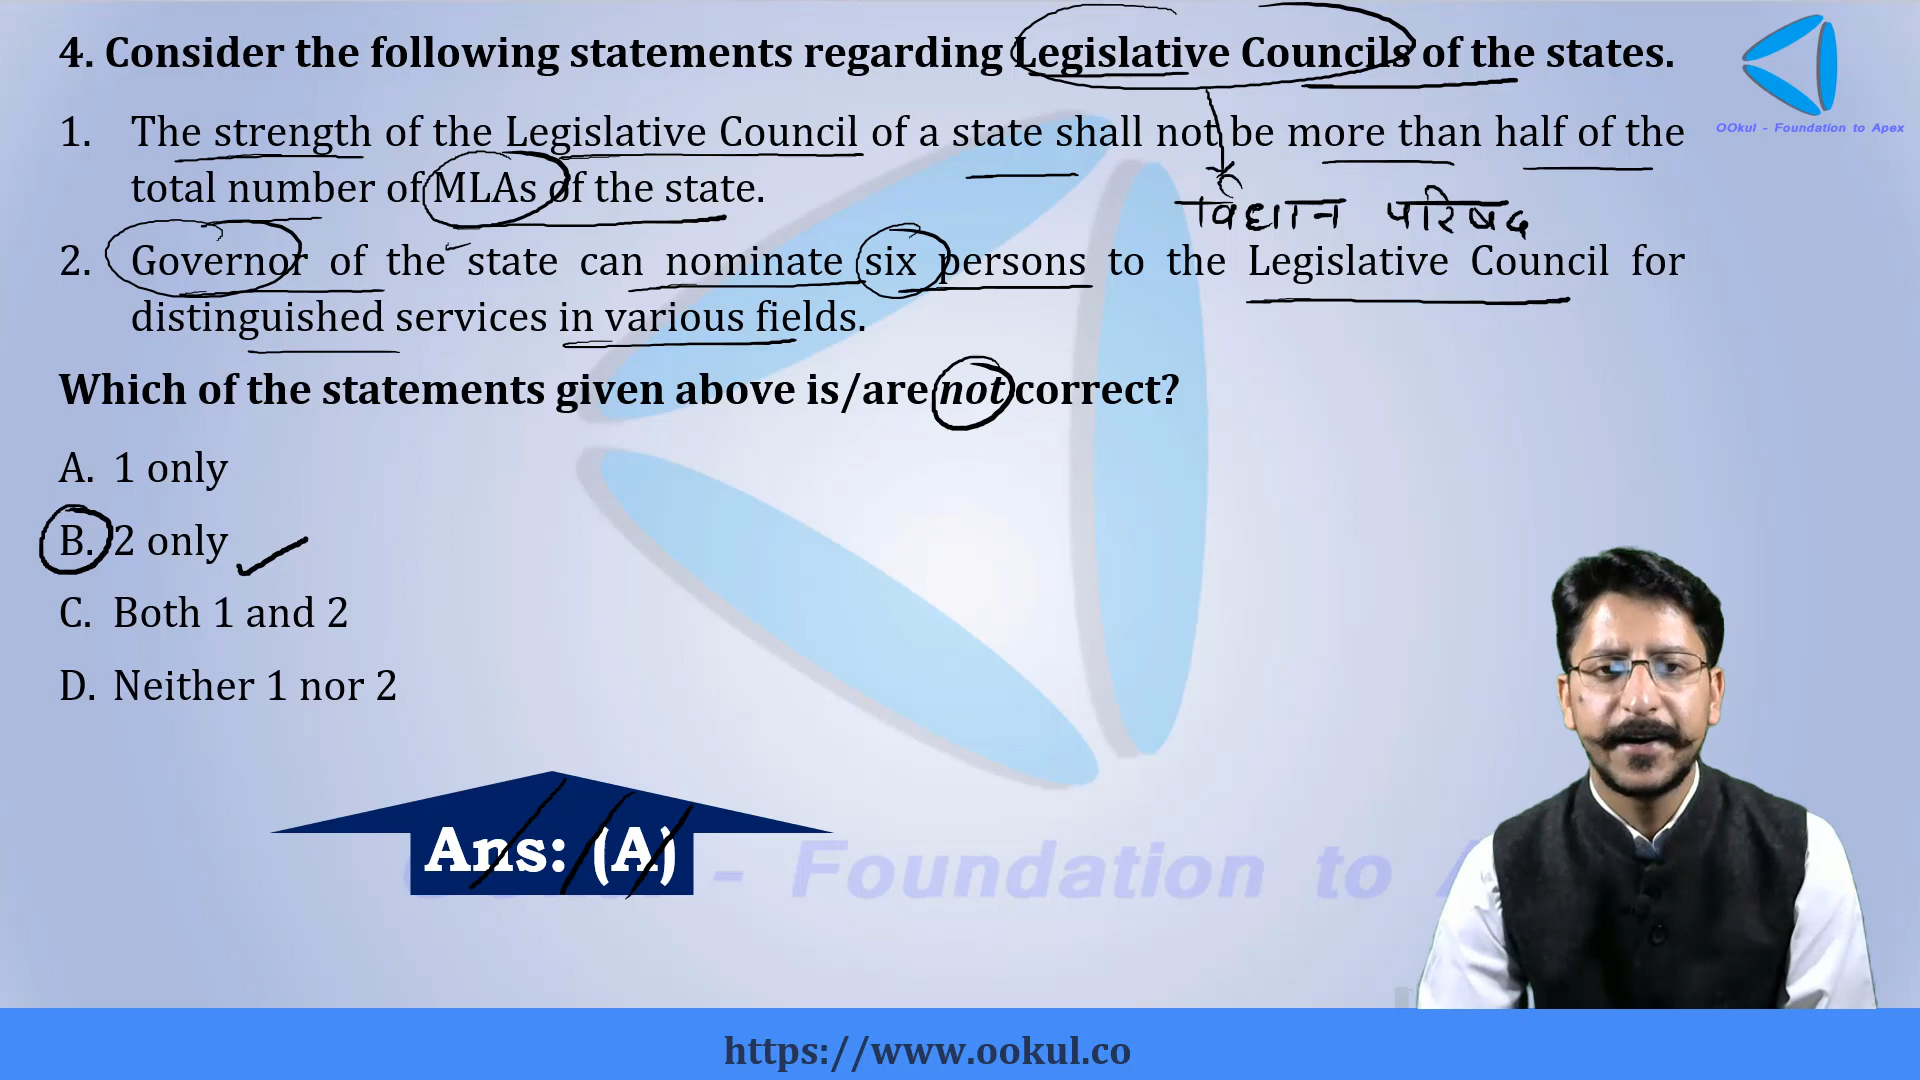 4. Consider the following statements regarding Legislative Councils of the states.
OOkul - Foundation to Apex
1. The strength of the Legislative Council of a state shall not be more than half of the
total number of MLAs of the state.
विधान परिषद
2. Governor of the state can nominate six persons to the Legislative Council for
distinguished services in various fields.
Which of the statements given above is/are not correct?
A. 1 only
B. 2 only
C. Both 1 and 2
D. Neither 1 nor 2
Ans: (A)
- Foundation to
https://www.ookul.co